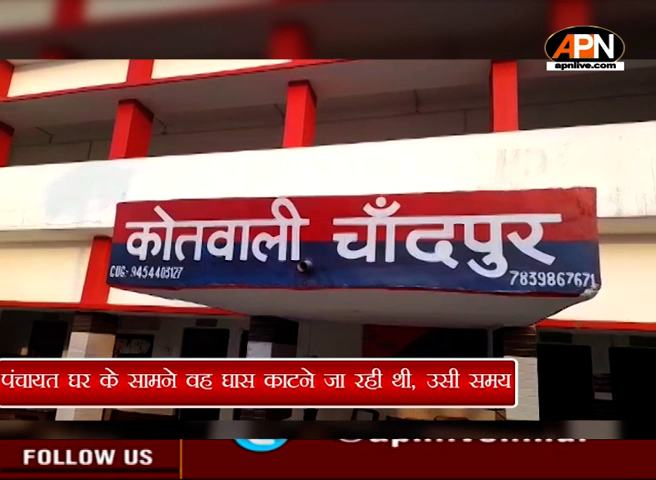 APN
apnlive.com
कोतवाली चाँदपुर
CUG:- 9454403127
7839867671
पंचायत घर के सामने वह घास काटने जा रही थी, उसी समय
FOLLOW US